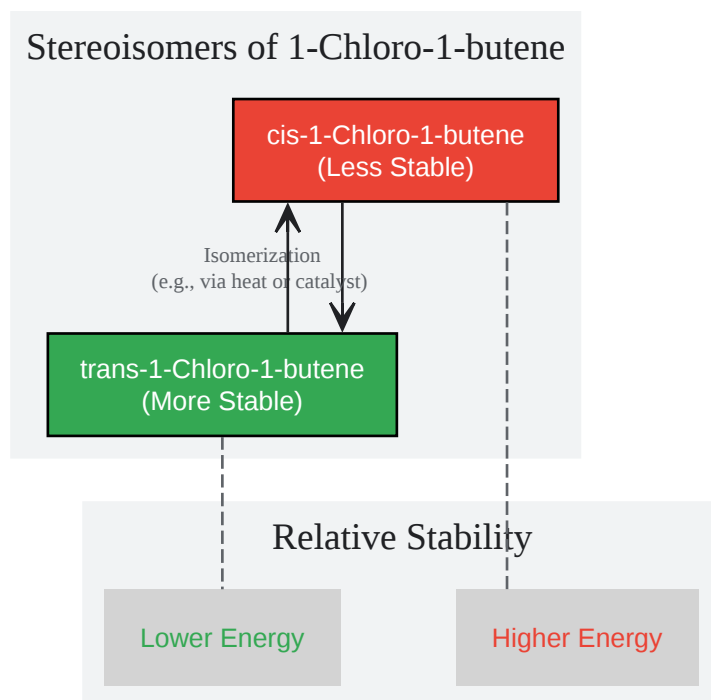 Stereoisomers of 1-Chloro-1-butene
cis-1-Chloro-1-butene
(Less Stable)
Isomerization
(e.g., via heat or catalyst)
trans-1-Chloro-1-butene
(More Stable)
Relative Stability
Lower Energy
Higher Energy